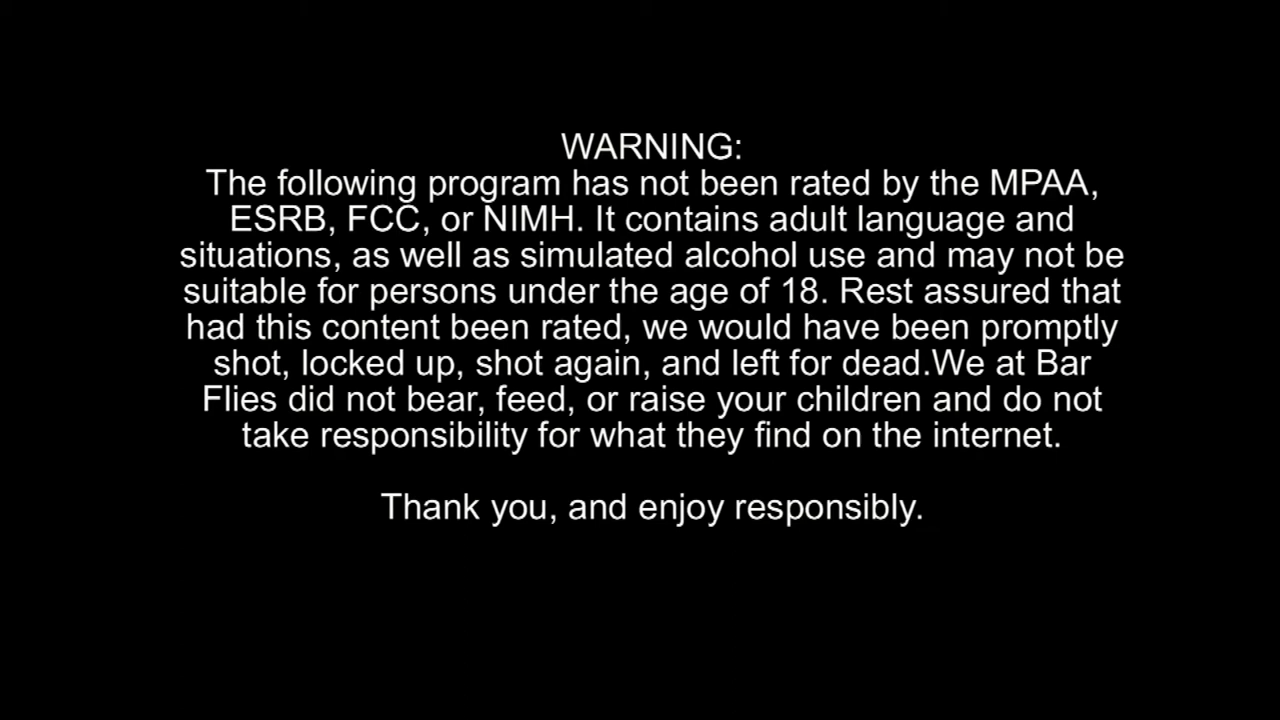 WARNING:
The following program has not been rated by the MPAA,
ESRB, FCC, or NIMH. It contains adult language and
situations, as well as simulated alcohol use and may not be
suitable for persons under the age of 18. Rest assured that
had this content been rated, we would have been promptly
shot, locked up, shot again, and left for dead.We at Bar
Flies did not bear, feed, or raise your children and do not
take responsibility for what they find on the internet.
Thank you, and enjoy responsibly.